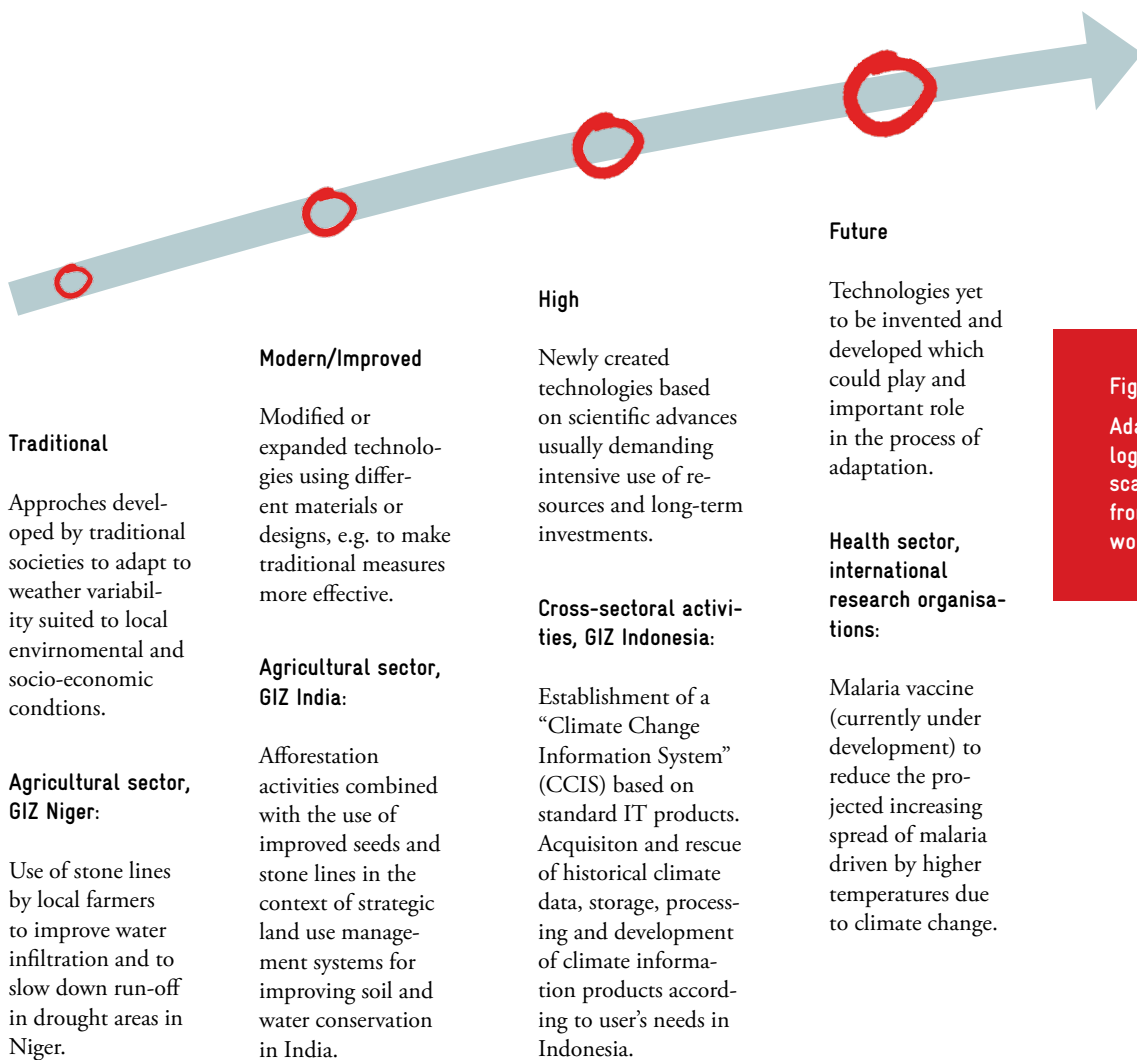 Traditional
Approches devel-
oped by traditional
societies to adapt to
weather variabil-
ity suited to local
envirnomental and
socio-economic
condtions.
Agricultural sector,
GIZ Niger:
Use of stone lines
by local farmers
to improve water
infiltration and to
slow down run-off
in drought areas in
Niger.
Modern/Improved
Modified or
expanded technolo-
gies using differ-
ent materials or
designs, e.g. to make
traditional measures
more effective.
Agricultural sector,
GIZ India:
Afforestation
activities combined
with the use of
improved seeds and
stone lines in the
context of strategic
land use manage-
ment systems for
improving soil and
water conservation
in India.
High
Newly created
technologies based
on scientific advances
usually demanding
intensive use of re-
sources and long-term
investments.
Cross-sectoral activi-
ties, GIZ Indonesia:
Establishment of a
“Climate Change
Information System”
(CCIS) based on
standard IT products.
Acquisiton and rescue
of historical climate
data, storage, process-
ing and development
of climate informa-
tion products accord-
ing to user's needs in
Indonesia.
Future
Technologies yet
to be invented and
developed which
could play and
important role
in the process of
adaptation.
Health sector,
international
research organisa-
tions:
Malaria vaccine
(currently under
development) to
reduce the pro-
jected increasing
spread of malaria
driven by higher
temperatures due
to climate change.
Fig
Ada
log
sca
fro
wo